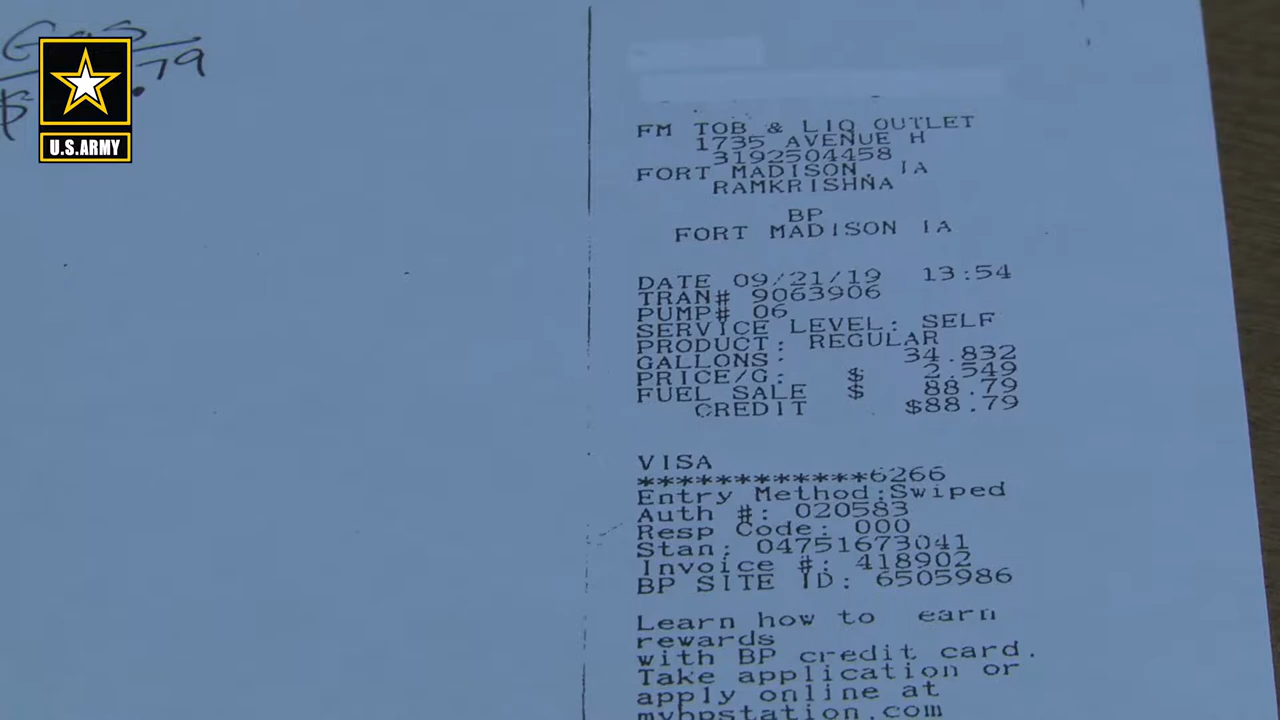 Gas
$ .79
U.S.ARMY
FM TOB & LIQ OUTLET
1735 AVENUE H
3192504458
FORT MADISON, IA
RAMKRISHNA
BP
FORT MADISON IA
DATE 09/21/19 13:54
TRAN# 9063906
PUMP# 06
SERVICE LEVEL: SELF
PRODUCT: REGULAR
GALLONS: 34.832
PRICE/G: $ 2.549
FUEL SALE $ 88.79
CREDIT $88.79
VISA
************6266
Entry Method:Swiped
Auth #: 020583
Resp Code: 000
Stan: 04751673041
Invoice #: 418902
BP SITE ID: 6505986
Learn how to earn
rewards
with BP credit card.
Take application or
apply online at
mybpstation.com